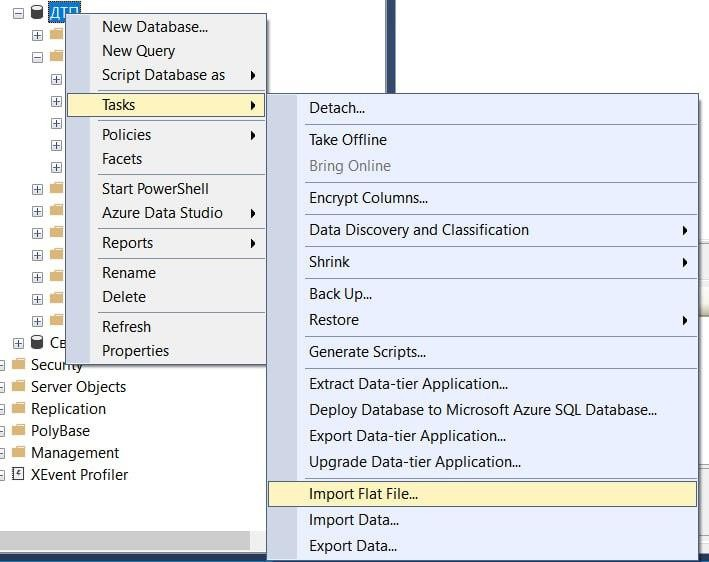 ДТП
New Database...
New Query
Script Database as
Tasks
Policies
Facets
Start PowerShell
Azure Data Studio
Reports
Rename
Delete
Refresh
Properties
Detach...
Take Offline
Bring Online
Encrypt Columns...
Data Discovery and Classification
Shrink
Back Up...
Restore
Generate Scripts...
Extract Data-tier Application...
Deploy Database to Microsoft Azure SQL Database...
Export Data-tier Application...
Upgrade Data-tier Application...
Import Flat File...
Import Data...
Export Data...
Св
Security
Server Objects
Replication
PolyBase
Management
XEvent Profiler